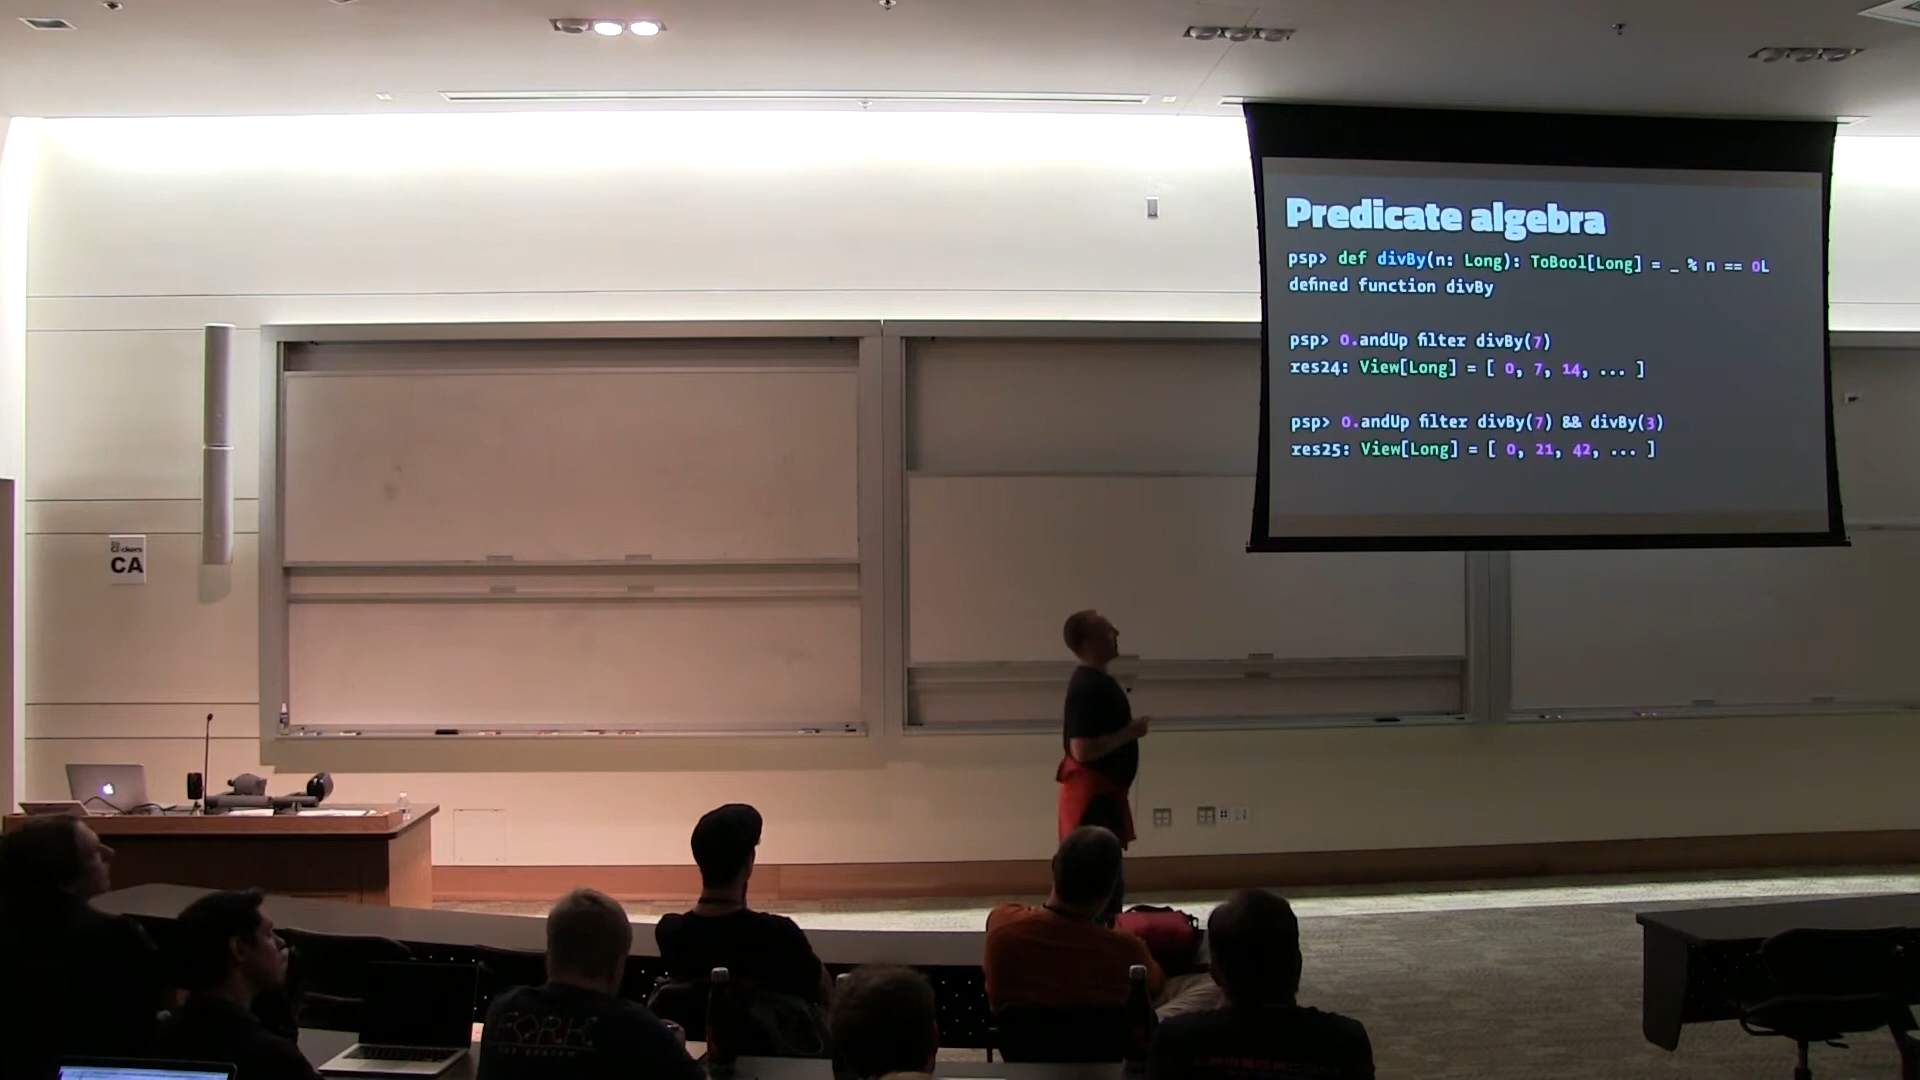 Predicate algebra
psp> def divBy(n: Long): ToBool[Long] = _ % n == 0L
defined function divBy
psp> 0.andUp filter divBy(7)
res24: View[Long] = [ 0, 7, 14, ... ]
psp> 0.andUp filter divBy(7) && divBy(3)
res25: View[Long] = [ 0, 21, 42, ... ]
CA